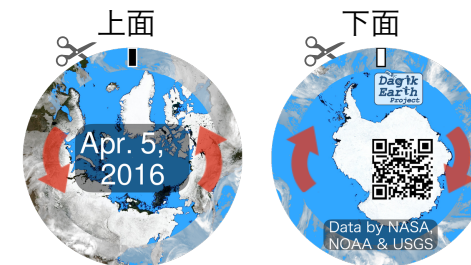 上面
下面
Apr. 5,
2016
Dagik
Earth
Project
Data by NASA,
NOAA & USGS